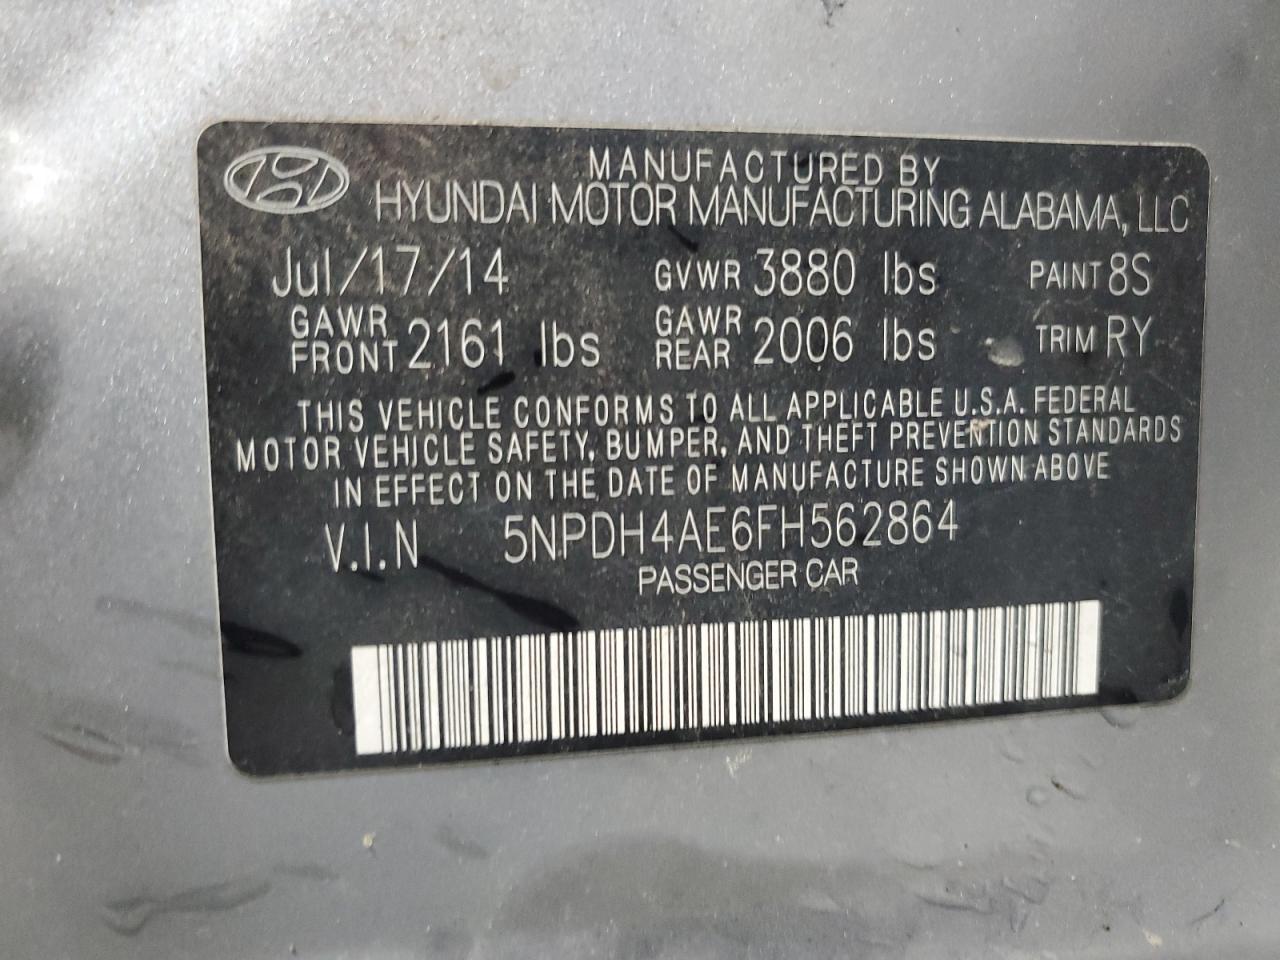 MANUFACTURED BY
HYUNDAI MOTOR MANUFACTURING ALABAMA, LLC
Jul/17/14 GVWR 3880 lbs PAINT 8S
GAWR FRONT 2161 lbs GAWR REAR 2006 lbs TRIM RY
THIS VEHICLE CONFORMS TO ALL APPLICABLE U.S.A. FEDERAL
MOTOR VEHICLE SAFETY, BUMPER, AND THEFT PREVENTION STANDARDS
IN EFFECT ON THE DATE OF MANUFACTURE SHOWN ABOVE
V.I.N 5NPDH4AE6FH562864
PASSENGER CAR